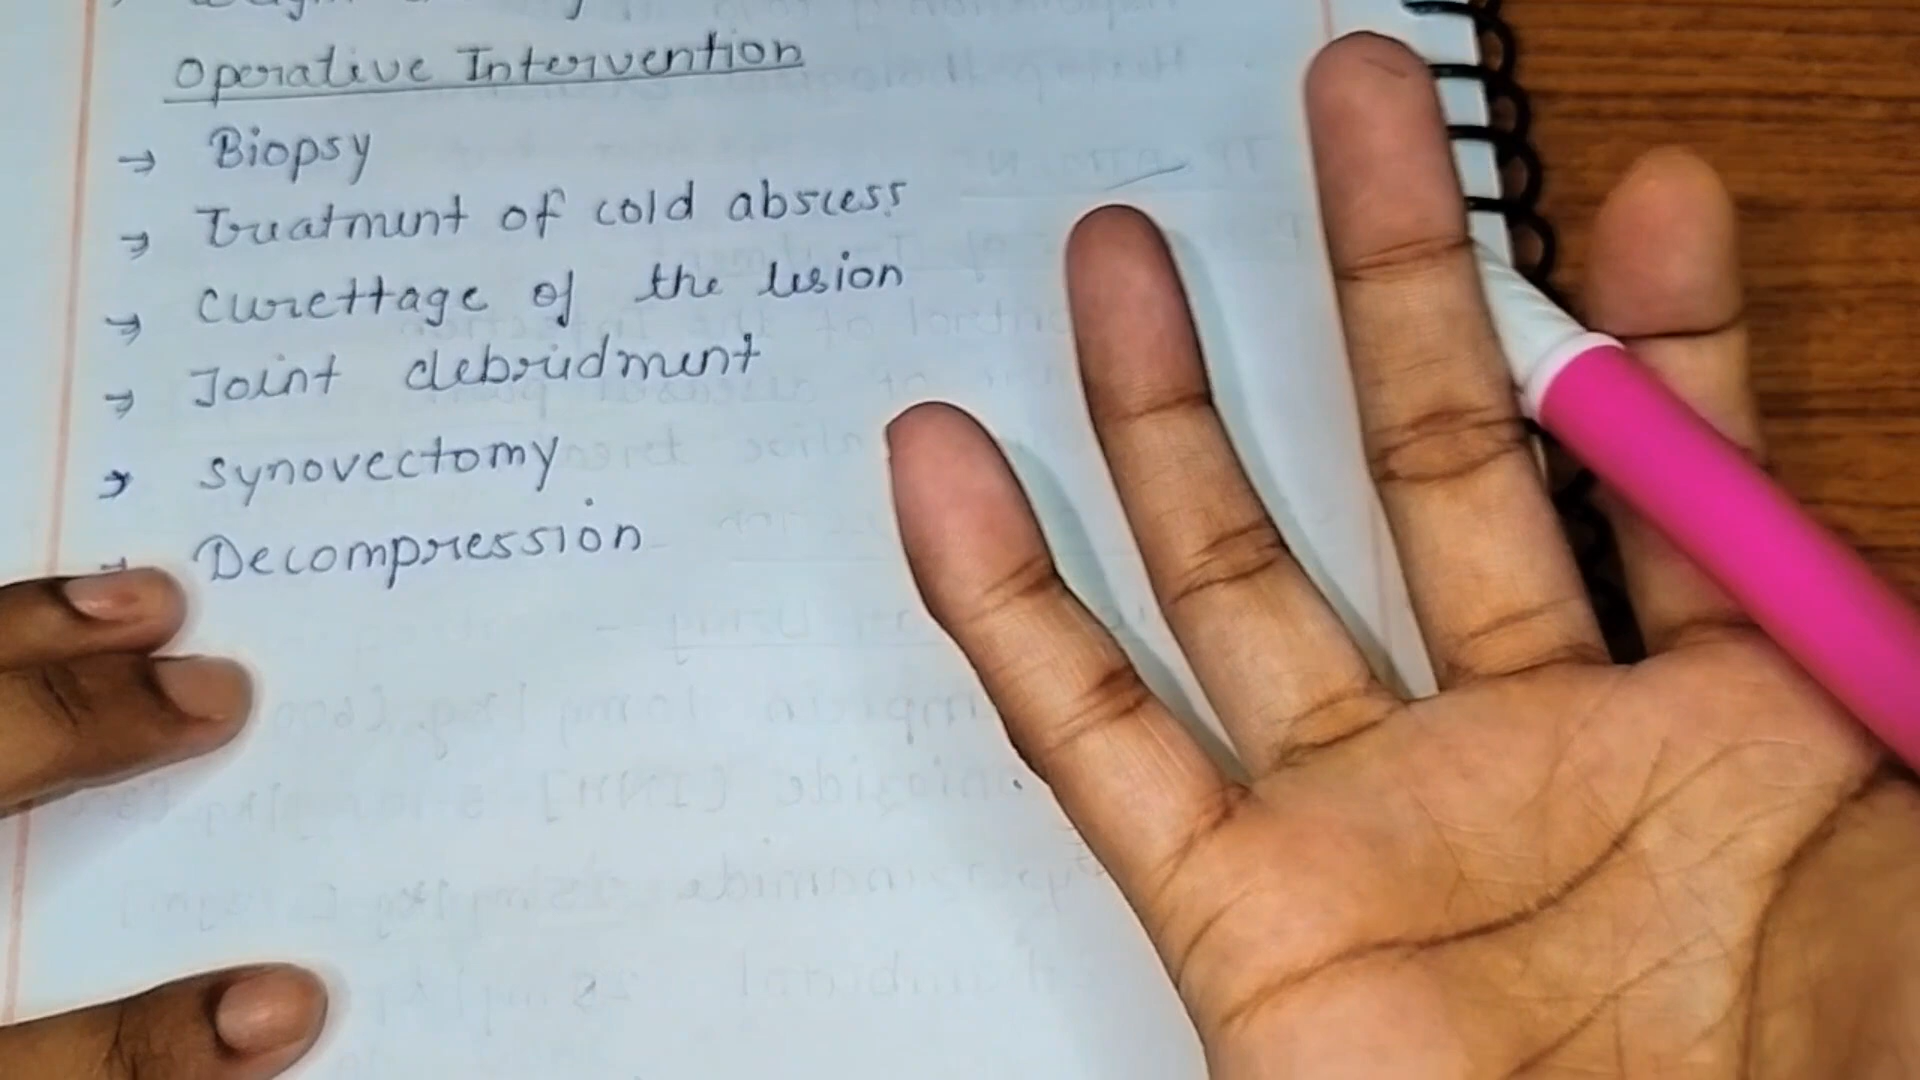 Operative Intervention
→ Biopsy
→ Treatment of cold abscess
→ Curettage of the lesion
→ Joint debridment
→ Synovectomy
→ Decompression